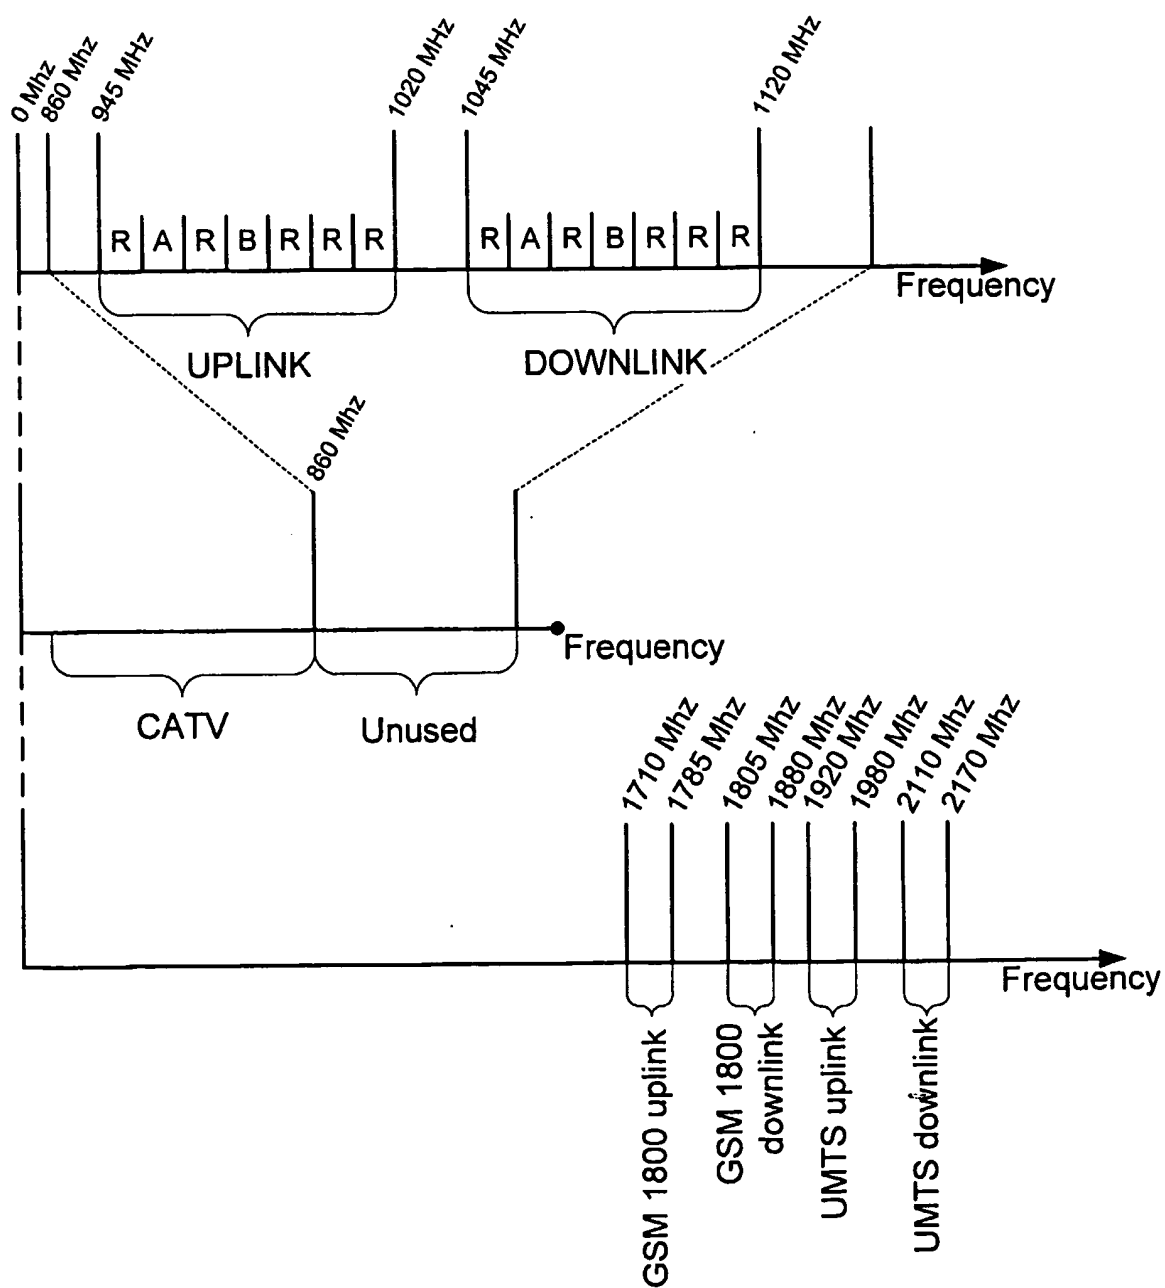 0 Mhz
860 Mhz
945 MHz
1020 MHz
1045 MHz
1120 MHz
R A R B R R R
R A R B R R R
Frequency
UPLINK
DOWNLINK
860 Mhz
Frequency
CATV
Unused
1710 Mhz
1785 Mhz
1805 Mhz
1880 Mhz
1920 Mhz
1980 Mhz
2110 Mhz
2170 Mhz
Frequency
GSM 1800 uplink
GSM 1800
downlink
UMTS uplink
UMTS downlink